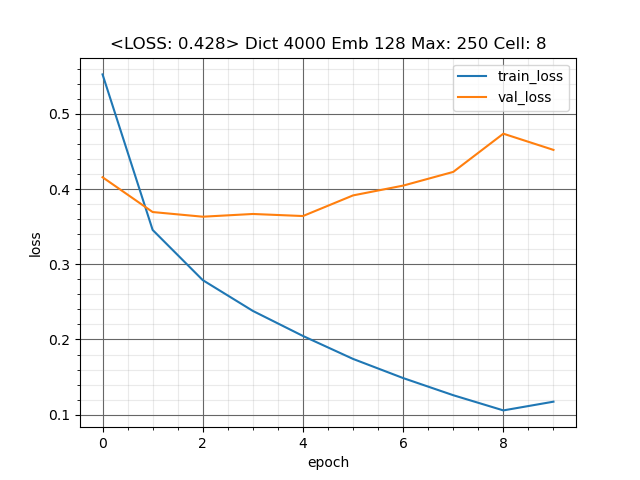 <LOSS: 0.428> Dict 4000 Emb 128 Max: 250 Cell: 8
train_loss
val_loss
0.5
0.4
0.3
0.2
0.1
loss
0 2 4 6 8
epoch